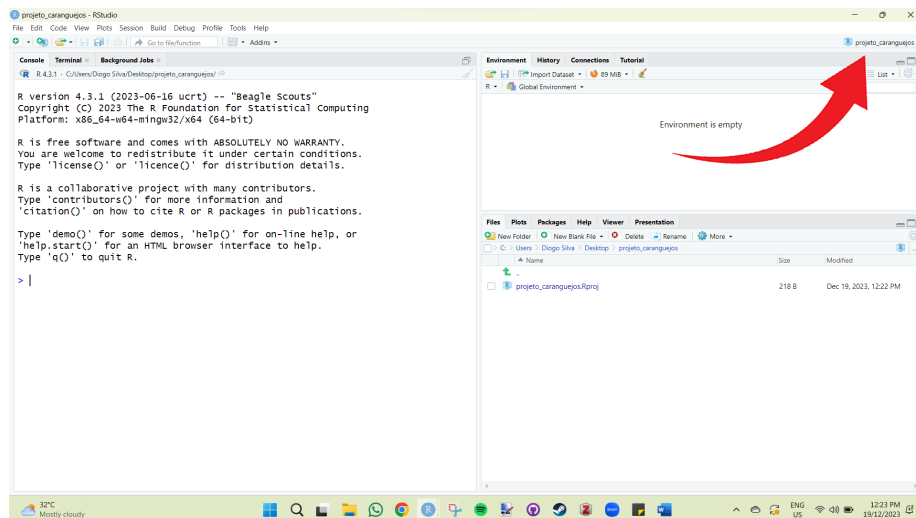 projeto_caranguejos - RStudio
File Edit Code View Plots Session Build Debug Profile Tools Help
Go to file/function Addins
projeto_caranguejos
Console Terminal Background Jobs
R 4.3.1 · C:/Users/Diogo Silva/Desktop/projeto_caranguejos/
R version 4.3.1 (2023-06-16 ucrt) -- "Beagle Scouts"
Copyright (C) 2023 The R Foundation for Statistical Computing
Platform: x86_64-w64-mingw32/x64 (64-bit)
R is free software and comes with ABSOLUTELY NO WARRANTY.
You are welcome to redistribute it under certain conditions.
Type 'license()' or 'licence()' for distribution details.
R is a collaborative project with many contributors.
Type 'contributors()' for more information and
'citation()' on how to cite R or R packages in publications.
Type 'demo()' for some demos, 'help()' for on-line help, or
'help.start()' for an HTML browser interface to help.
Type 'q()' to quit R.
>
Environment History Connections Tutorial
Import Dataset 89 MiB List
R Global Environment
Environment is empty
Files Plots Packages Help Viewer Presentation
New Folder New Blank File Delete Rename More
C: > Users > Diogo Silva > Desktop > projeto_caranguejos
Name Size Modified
..
projeto_caranguejos.Rproj 218 B Dec 19, 2023, 12:22 PM
32°C
Mostly cloudy
ENG
US
12:23 PM
19/12/2023